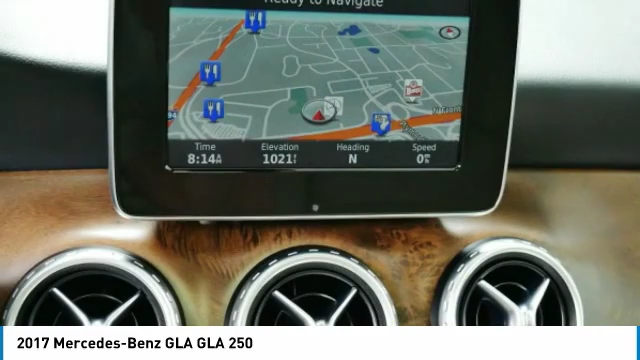 Ready to Navigate
Time
Elevation
Heading
Speed
8:14
1021
N
0
2017 Mercedes-Benz GLA GLA 250